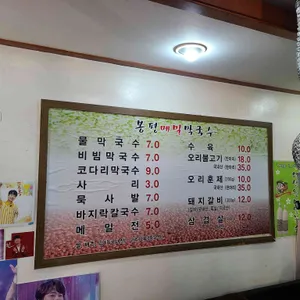 봉평메밀막국수
물막국수 7.0
비빔막국수 7.0
코다리막국수 9.0
사리 3.0
묵사발 7.0
바지락칼국수 7.0
메밀전 5.0
수육 10.0
오리불고기 18.0
35.0
오리훈제 10.0
35.0
돼지갈비 12.0
삼겹살 12.0